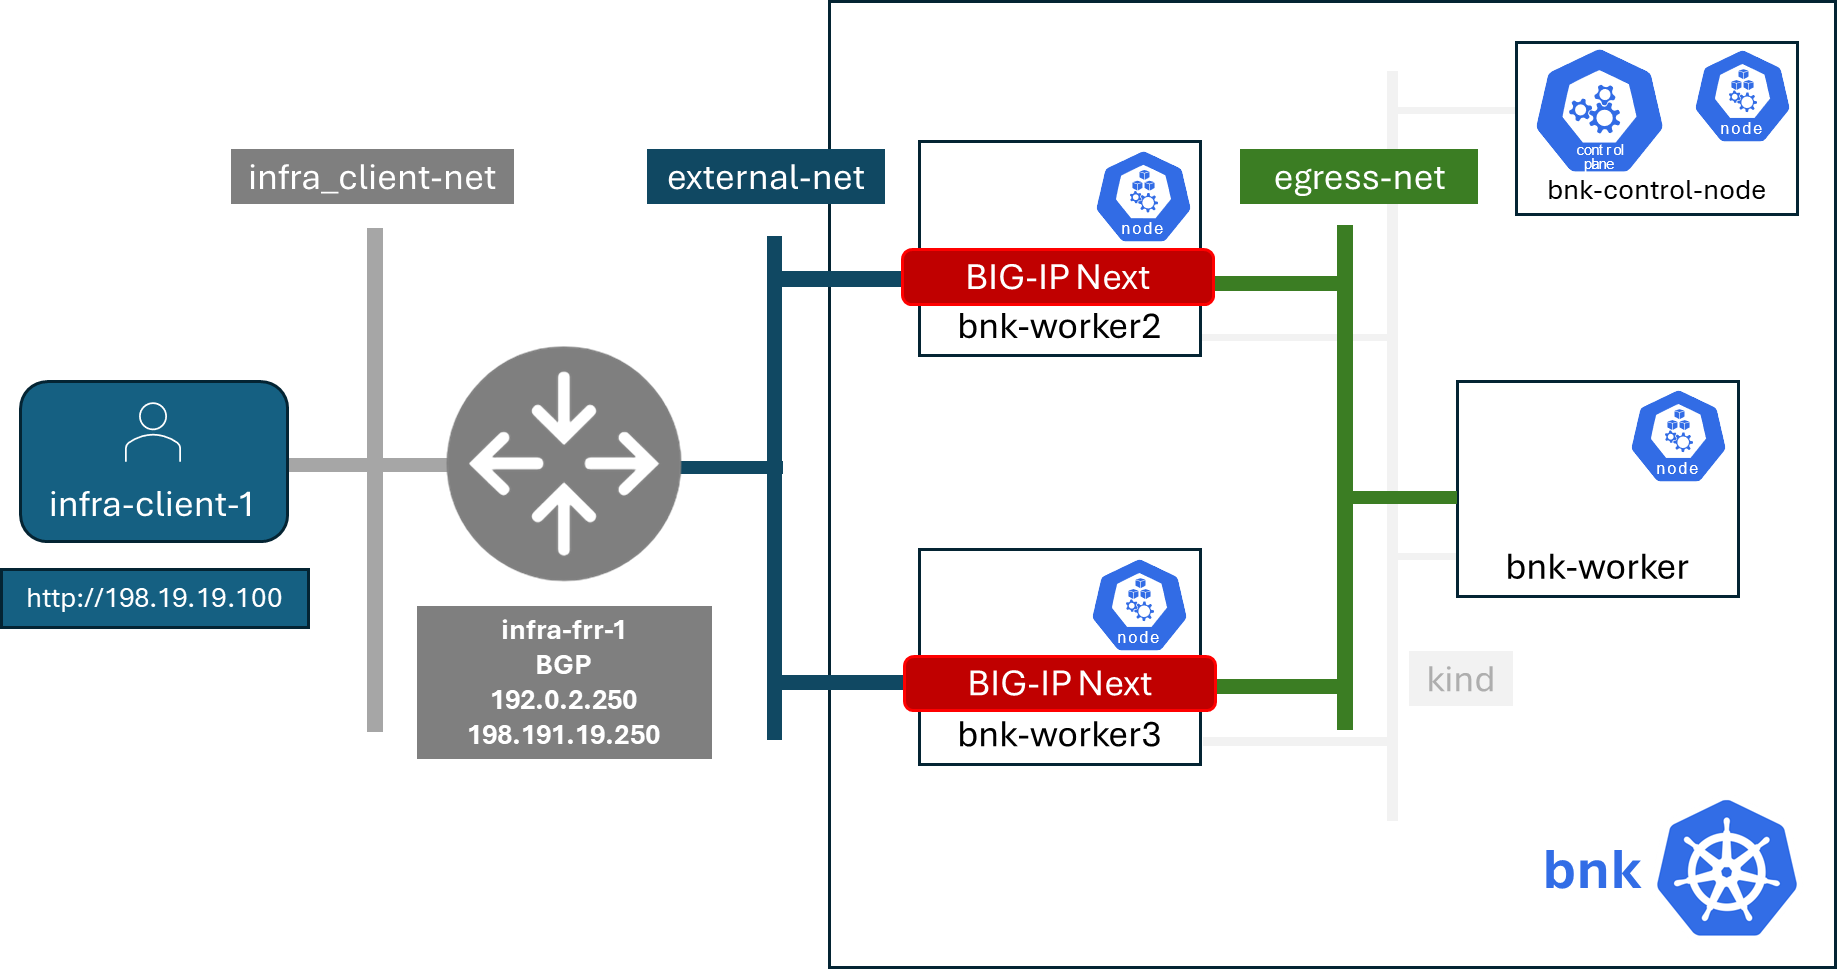 infra_client-net
external-net
egress-net
control
plane
node
bnk-control-node
node
BIG-IP Next
bnk-worker2
infra-client-1
http://198.19.19.100
infra-frr-1
BGP
192.0.2.250
198.191.19.250
node
bnk-worker
node
BIG-IP Next
bnk-worker3
kind
bnk